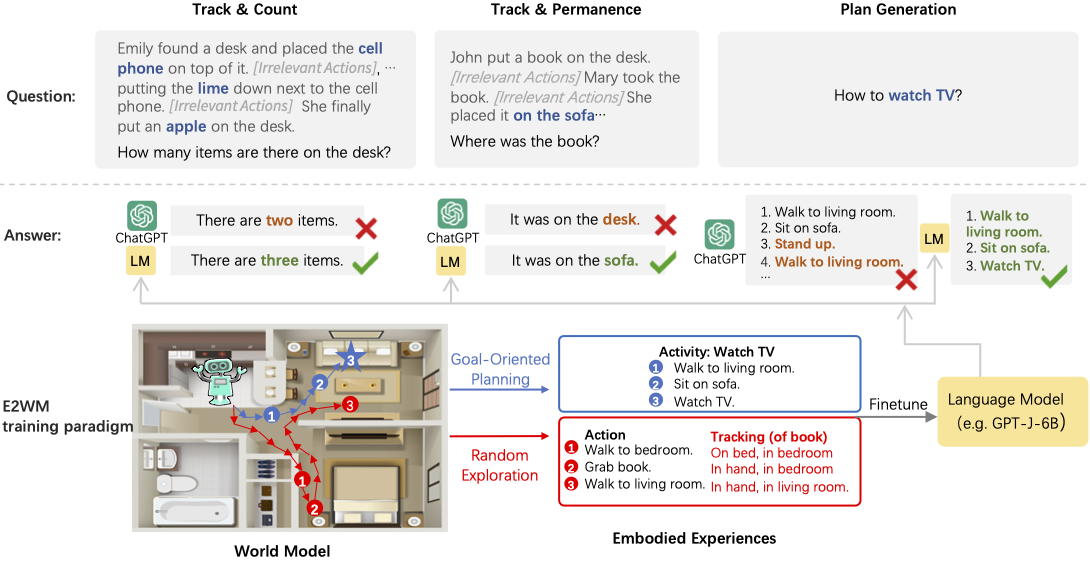 Track & Count
Track & Permanence
Plan Generation
Question:
Emily found a desk and placed the cell
phone on top of it. [Irrelevant Actions], ...
putting the lime down next to the cell
phone. [Irrelevant Actions] She finally
put an apple on the desk.
How many items are there on the desk?
John put a book on the desk.
[Irrelevant Actions] Mary took the
book. [Irrelevant Actions] She
placed it on the sofa...
Where was the book?
How to watch TV?
Answer:
ChatGPT
There are two items.
LM
There are three items.
ChatGPT
It was on the desk.
LM
It was on the sofa.
ChatGPT
1. Walk to living room.
2. Sit on sofa.
3. Stand up.
4. Walk to living room.
...
LM
1. Walk to
living room.
2. Sit on sofa.
3. Watch TV.
E2WM
training paradigm
1
2
3
1
2
3
World Model
Goal-Oriented
Planning
Random
Exploration
Activity: Watch TV
1 Walk to living room.
2 Sit on sofa.
3 Watch TV.
Action
1 Walk to bedroom.
2 Grab book.
3 Walk to living room.
Tracking (of book)
On bed, in bedroom
In hand, in bedroom
In hand, in living room.
Embodied Experiences
Finetune
Language Model
(e.g. GPT-J-6B)